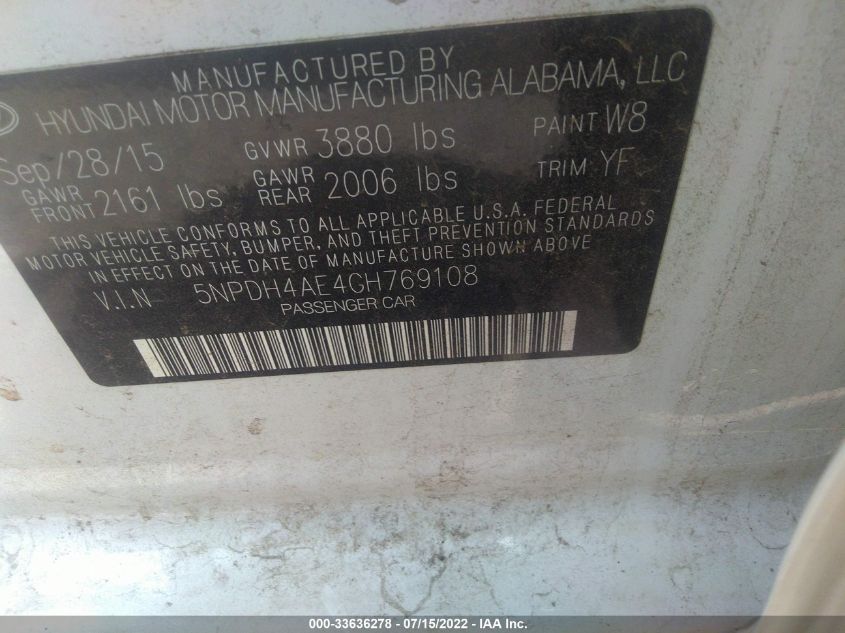 MANUFACTURED BY
HYUNDAI MOTOR MANUFACTURING ALABAMA, LLC
Sep/28/15 GVWR 3880 lbs PAINT W8
GAWR FRONT 2161 lbs GAWR REAR 2006 lbs TRIM YF
THIS VEHICLE CONFORMS TO ALL APPLICABLE U.S.A. FEDERAL
MOTOR VEHICLE SAFETY, BUMPER, AND THEFT PREVENTION STANDARDS
IN EFFECT ON THE DATE OF MANUFACTURE SHOWN ABOVE
V.I.N 5NPDH4AE4GH769108
PASSENGER CAR
000-33636278 - 07/15/2022 - IAA Inc.